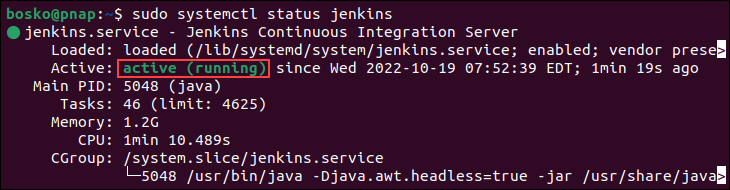 bosko@pnap:~$ sudo systemctl status jenkins
● jenkins.service - Jenkins Continuous Integration Server
Loaded: loaded (/lib/systemd/system/jenkins.service; enabled; vendor prese>
Active: active (running) since Wed 2022-10-19 07:52:39 EDT; 1min 19s ago
Main PID: 5048 (java)
Tasks: 46 (limit: 4625)
Memory: 1.2G
CPU: 1min 10.489s
CGroup: /system.slice/jenkins.service
└─5048 /usr/bin/java -Djava.awt.headless=true -jar /usr/share/java>